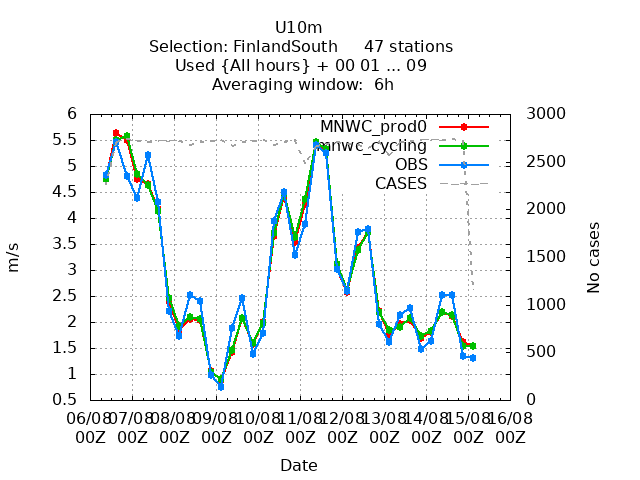 U10m
Selection: FinlandSouth 47 stations
Used {All hours} + 00 01 ... 09
Averaging window: 6h
MNWC_prod0
mnwc_cycling
OBS
CASES
6
5.5
5
4.5
4
3.5
3
2.5
2
1.5
1
0.5
m/s
3000
2500
2000
1500
1000
500
0
No cases
06/08 07/08 08/08 09/08 10/08 11/08 12/08 13/08 14/08 15/08 16/08
00Z 00Z 00Z 00Z 00Z 00Z 00Z 00Z 00Z 00Z 00Z
Date